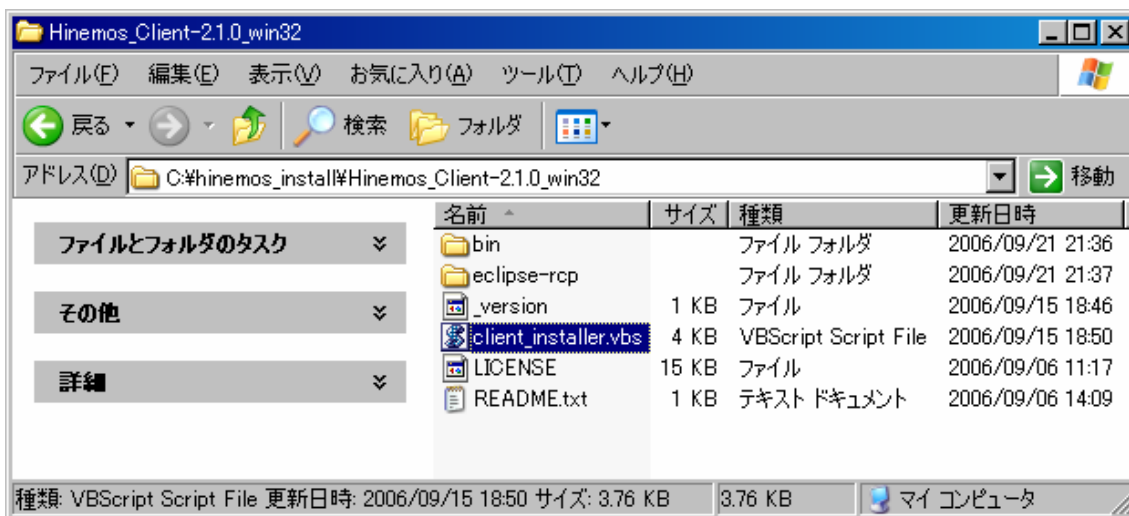 Hinemos_Client-2.1.0_win32
ファイル(F) 編集(E) 表示(V) お気に入り(A) ツール(T) ヘルプ(H)
戻る 検索 フォルダ
アドレス(D) C:¥hinemos_install¥Hinemos_Client-2.1.0_win32 移動
名前 サイズ 種類 更新日時
ファイルとフォルダのタスク
その他
詳細
bin ファイル フォルダ 2006/09/21 21:36
eclipse-rcp ファイル フォルダ 2006/09/21 21:37
_version 1 KB ファイル 2006/09/15 18:46
client_installer.vbs 4 KB VBScript Script File 2006/09/15 18:50
LICENSE 15 KB ファイル 2006/09/06 11:17
README.txt 1 KB テキスト ドキュメント 2006/09/06 14:09
種類: VBScript Script File 更新日時: 2006/09/15 18:50 サイズ: 3.76 KB 3.76 KB マイ コンピュータ